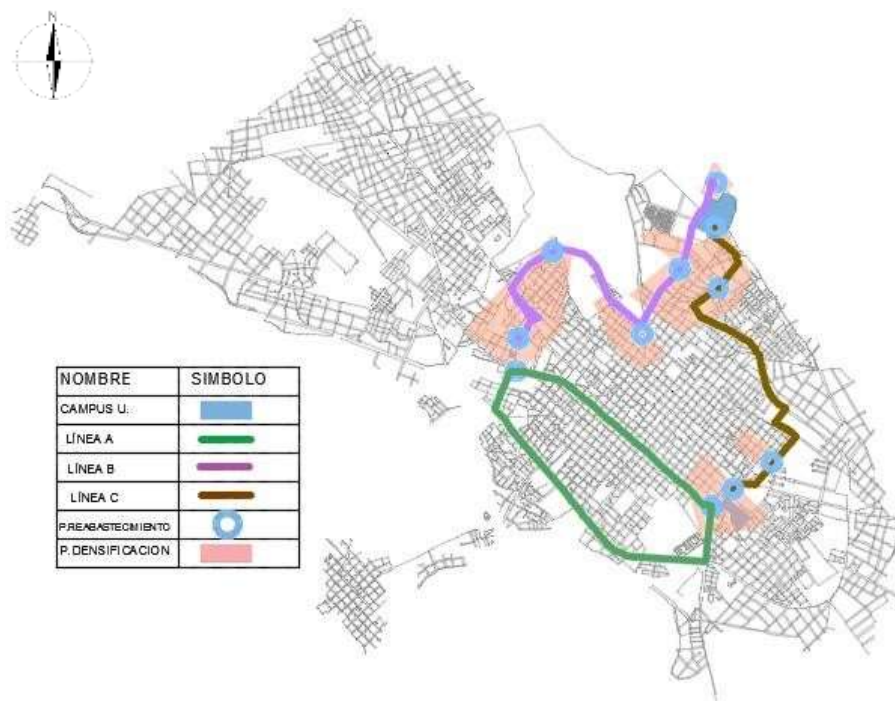 N
NOMBRE SIMBOLO
CAMPUS U.
LÍNEA A
LÍNEA B
LÍNEA C
P.REABASTECIMIENTO
P. DENSIFICACION